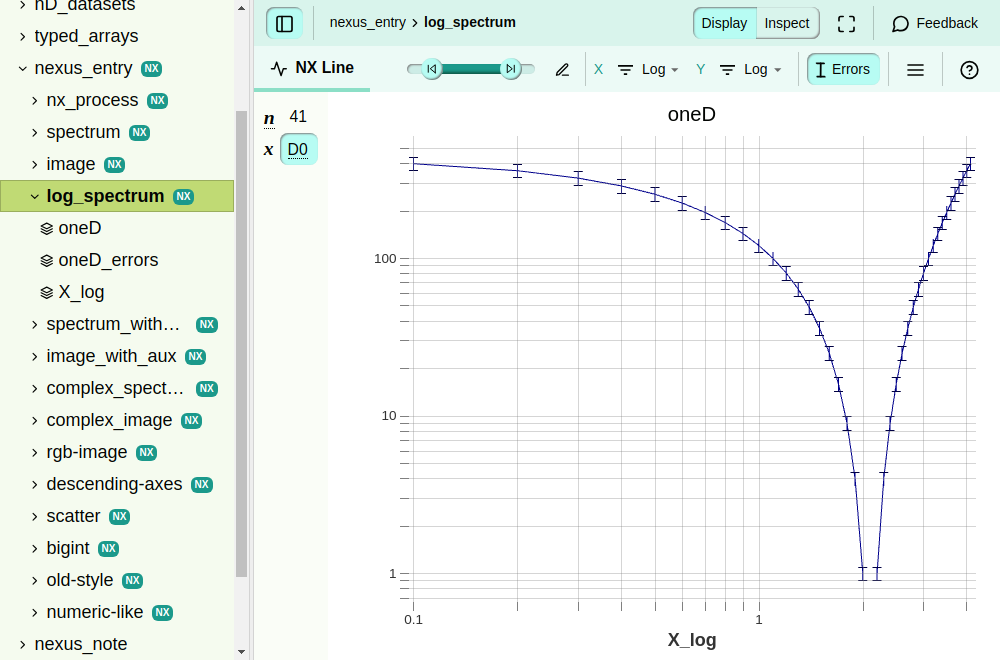 nD_datasets
typed_arrays
nexus_entry NX
nx_process NX
spectrum NX
image NX
log_spectrum NX
oneD
oneD_errors
X_log
spectrum_with… NX
image_with_aux NX
complex_spect… NX
complex_image NX
rgb-image NX
descending-axes NX
scatter NX
bigint NX
old-style NX
numeric-like NX
nexus_note
nexus_entry › log_spectrum
Display Inspect
Feedback
NX Line
X Log
Y Log
Errors
n 41
x D0
oneD
100
10
1
0.1 1
X_log